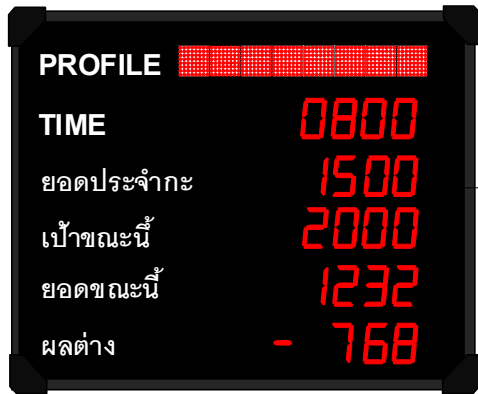 PROFILE
TIME 0800
ยอดประจำกะ 1500
เป้าขณะนี้ 2000
ยอดขณะนี้ 1232
ผลต่าง - 768